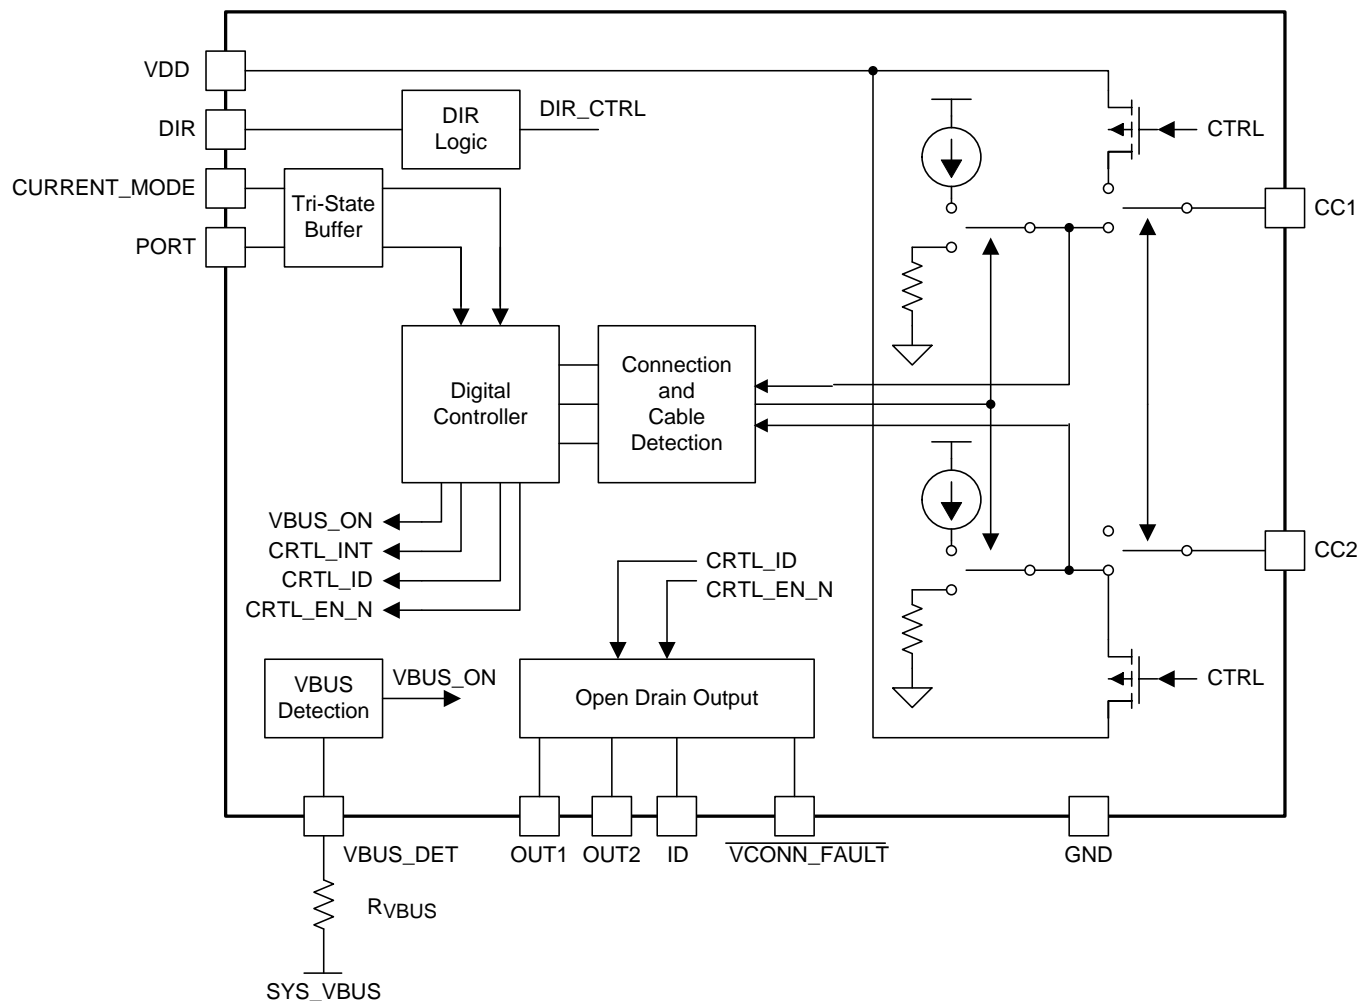 VDD
DIR
DIR
Logic
DIR_CTRL
CTRL
CURRENT_MODE
Tri-State
Buffer
CC1
PORT
Digital
Controller
Connection
and
Cable
Detection
VBUS_ON
CRTL_INT
CRTL_ID
CRTL_EN_N
CRTL_ID
CRTL_EN_N
CC2
VBUS
Detection
VBUS_ON
Open Drain Output
CTRL
VBUS_DET
OUT1
OUT2
ID
VCONN_FAULT
GND
RVBUS
SYS_VBUS